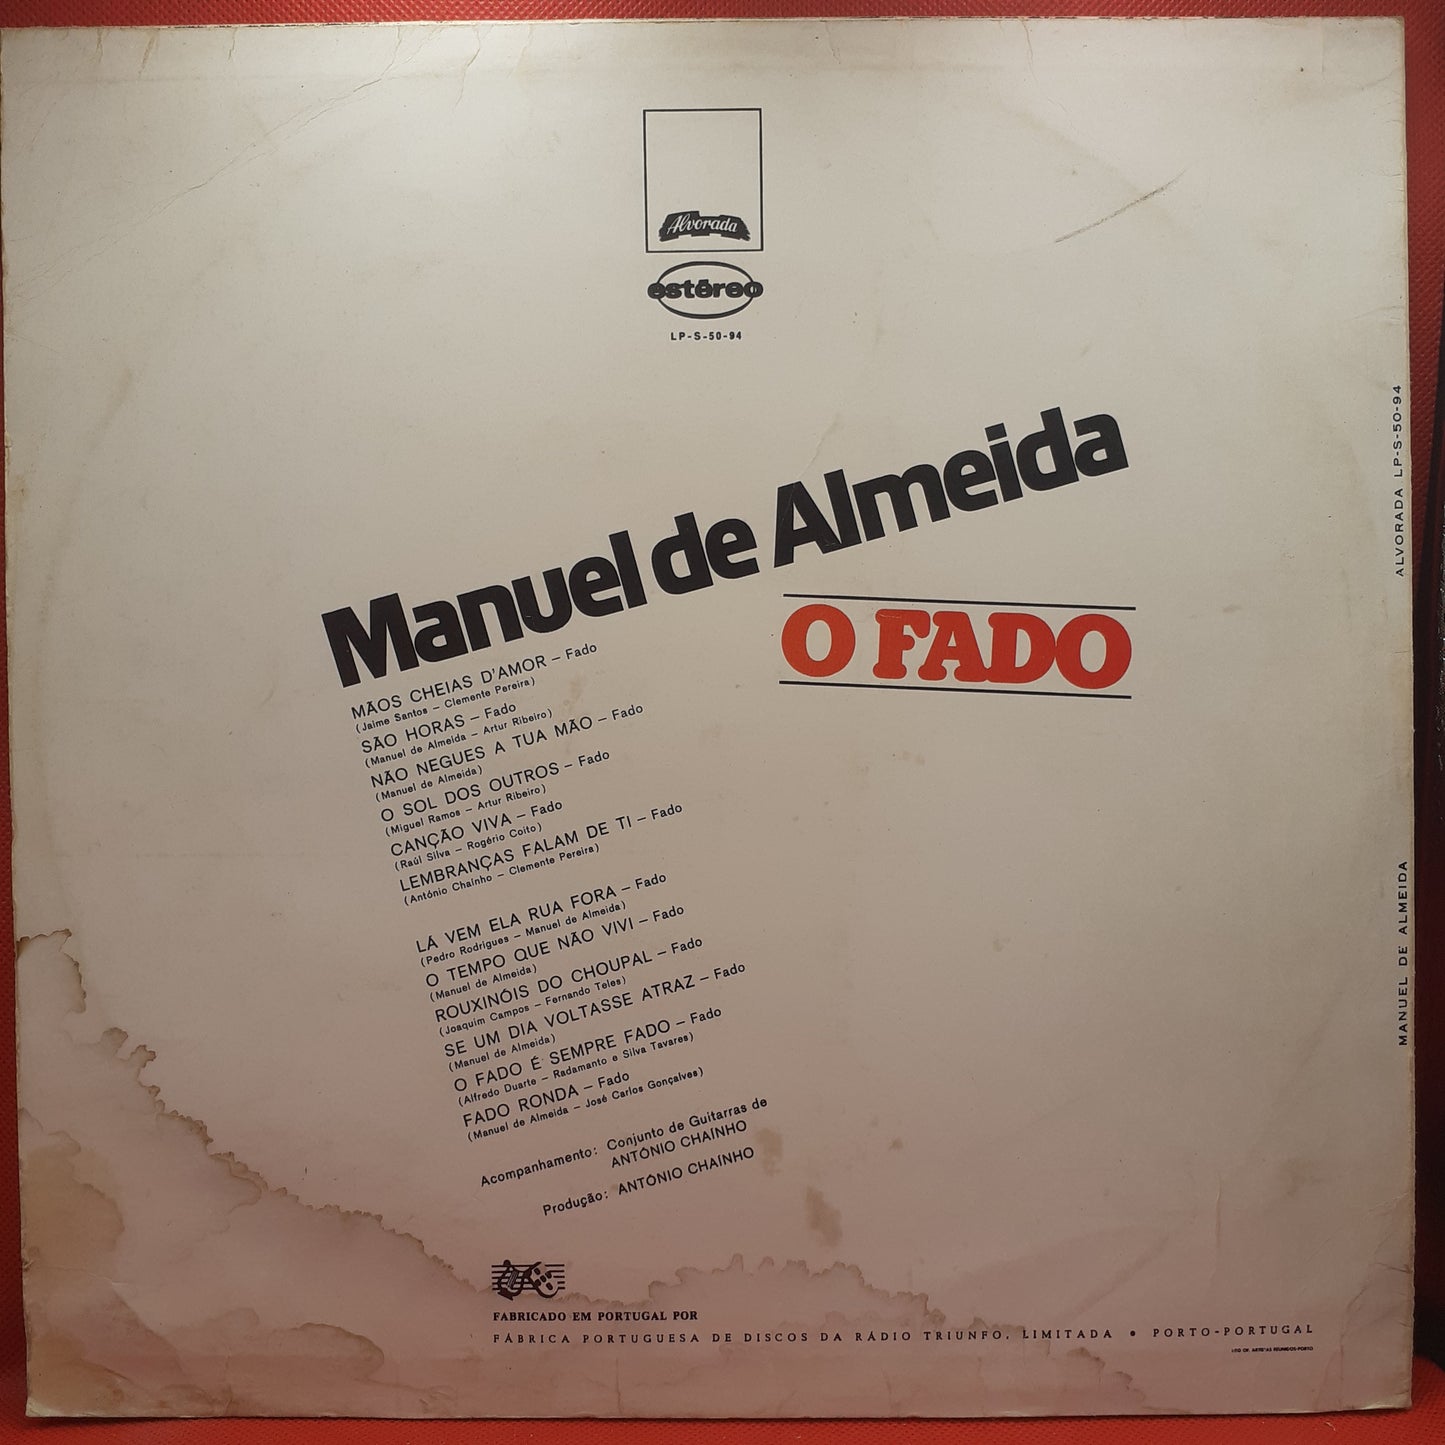 Alvorada
estéreo
LP-S-50-94
Manuel de Almeida
O FADO
MÃOS CHEIAS D'AMOR – Fado
(Jaime Santos – Clemente Pereira)
SÃO HORAS – Fado
(Manuel de Almeida – Artur Ribeiro)
NÃO NEGUES A TUA MÃO – Fado
(Manuel de Almeida)
O SOL DOS OUTROS – Fado
(Miguel Ramos – Artur Ribeiro)
CANÇÃO VIVA – Fado
(Raúl Silva – Rogério Coito)
LEMBRANÇAS FALAM DE TI – Fado
(António Chaínho – Clemente Pereira)
LÁ VEM ELA RUA FORA – Fado
(Pedro Rodrigues – Manuel de Almeida)
O TEMPO QUE NÃO VIVI – Fado
(Manuel de Almeida)
ROUXINÓIS DO CHOUPAL – Fado
(Joaquim Campos – Fernando Teles)
SE UM DIA VOLTASSE ATRAZ – Fado
(Manuel de Almeida)
O FADO É SEMPRE FADO – Fado
(Alfredo Duarte – Radamanto e Silva Tavares)
FADO RONDA – Fado
(Manuel de Almeida – José Carlos Gonçalves)
Acompanhamento: Conjunto de Guitarras de
ANTÓNIO CHAÍNHO
Produção: ANTÓNIO CHAÍNHO
FABRICADO EM PORTUGAL POR
FÁBRICA PORTUGUESA DE DISCOS DA RÁDIO TRIUNFO, LIMITADA • PORTO-PORTUGAL
OF. ARTISTAS REUNIDOS-PORTO
ALVORADA LP-S-50-94
MANUEL DE ALMEIDA